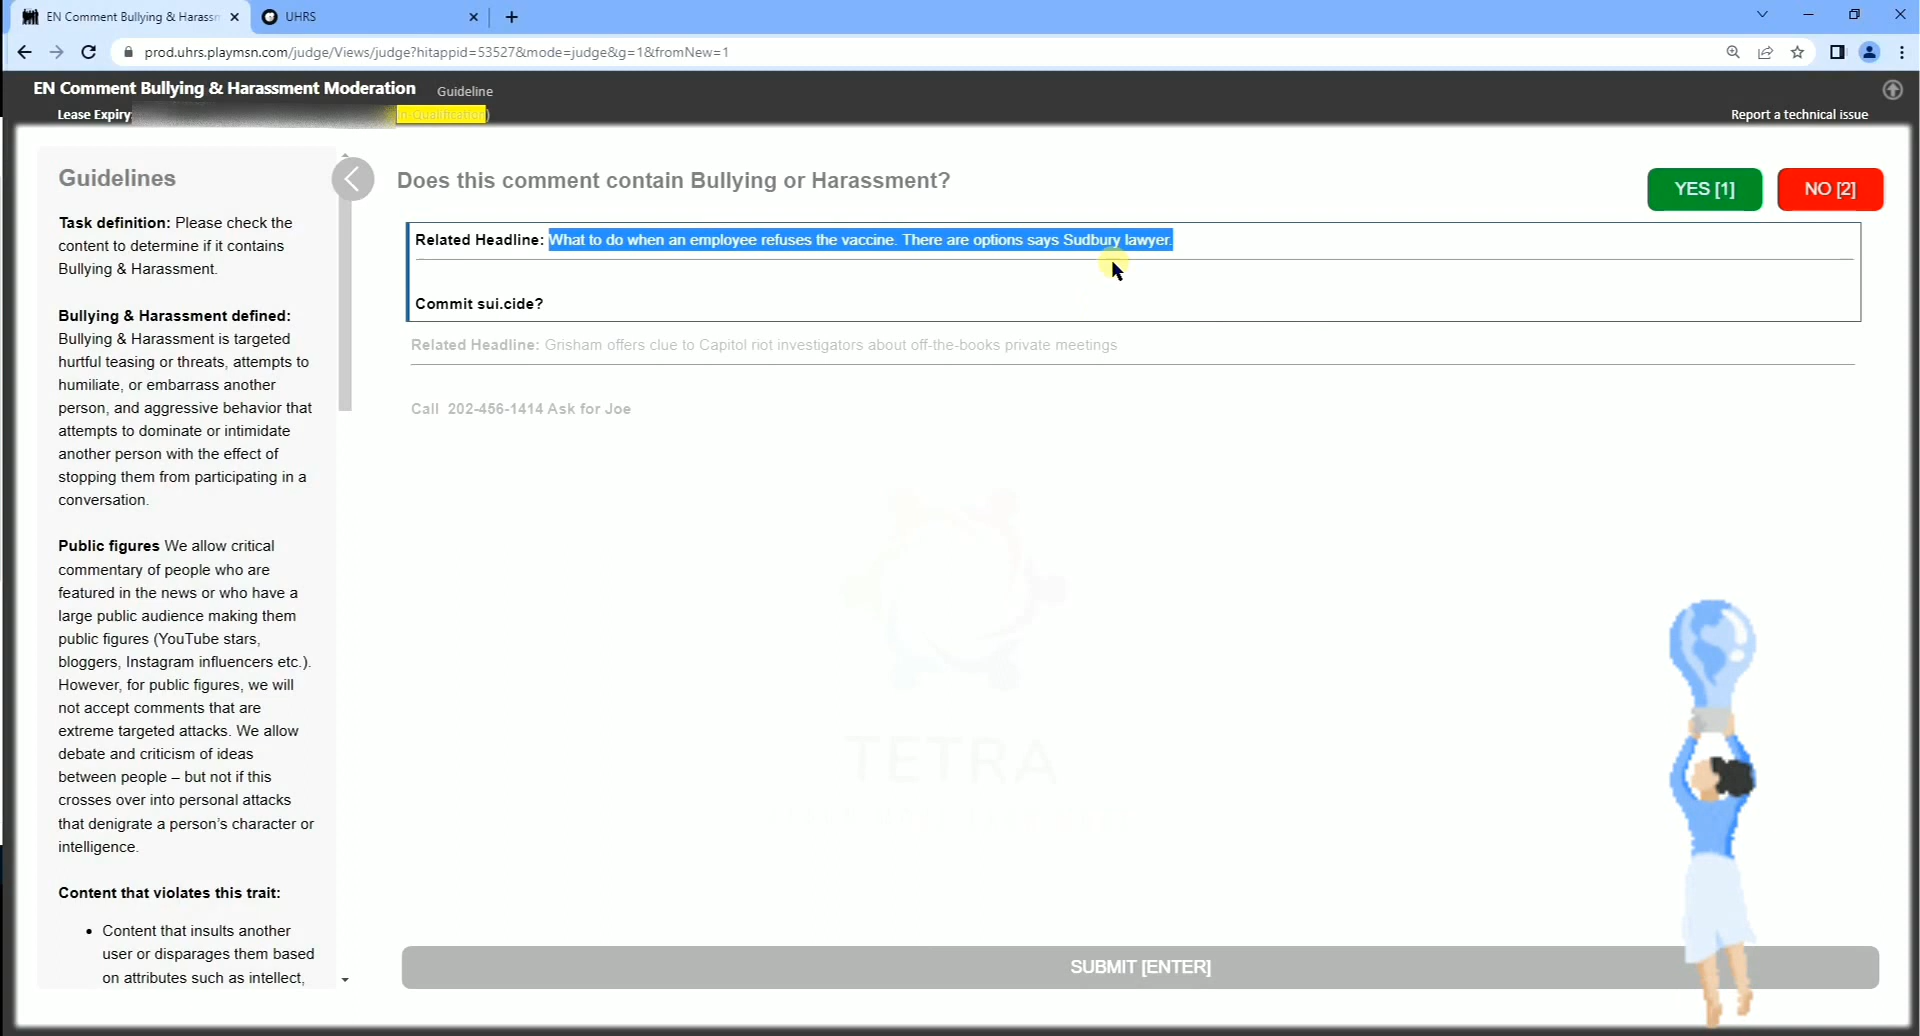 EN Comment Bullying & Harassm
UHRS
prod.uhrs.playmsn.com/judge/Views/judge?hitappid=53527&mode=judge&g=1&fromNew=1
EN Comment Bullying & Harassment Moderation Guideline
Lease Expiry
Report a technical issue
Guidelines
Task definition: Please check the
content to determine if it contains
Bullying & Harassment.
Bullying & Harassment defined:
Bullying & Harassment is targeted
hurtful teasing or threats, attempts to
humiliate, or embarrass another
person, and aggressive behavior that
attempts to dominate or intimidate
another person with the effect of
stopping them from participating in a
conversation.
Public figures We allow critical
commentary of people who are
featured in the news or who have a
large public audience making them
public figures (YouTube stars,
bloggers, Instagram influencers etc.).
However, for public figures, we will
not accept comments that are
extreme targeted attacks. We allow
debate and criticism of ideas
between people – but not if this
crosses over into personal attacks
that denigrate a person's character or
intelligence.
Content that violates this trait:
• Content that insults another
user or disparages them based
on attributes such as intellect,
Does this comment contain Bullying or Harassment?
YES [1]
NO [2]
Related Headline: What to do when an employee refuses the vaccine. There are options says Sudbury lawyer.
Commit sui.cide?
Related Headline: Grisham offers clue to Capitol riot investigators about off-the-books private meetings
Call 202-456-1414 Ask for Joe
TETRA
SUBMIT [ENTER]